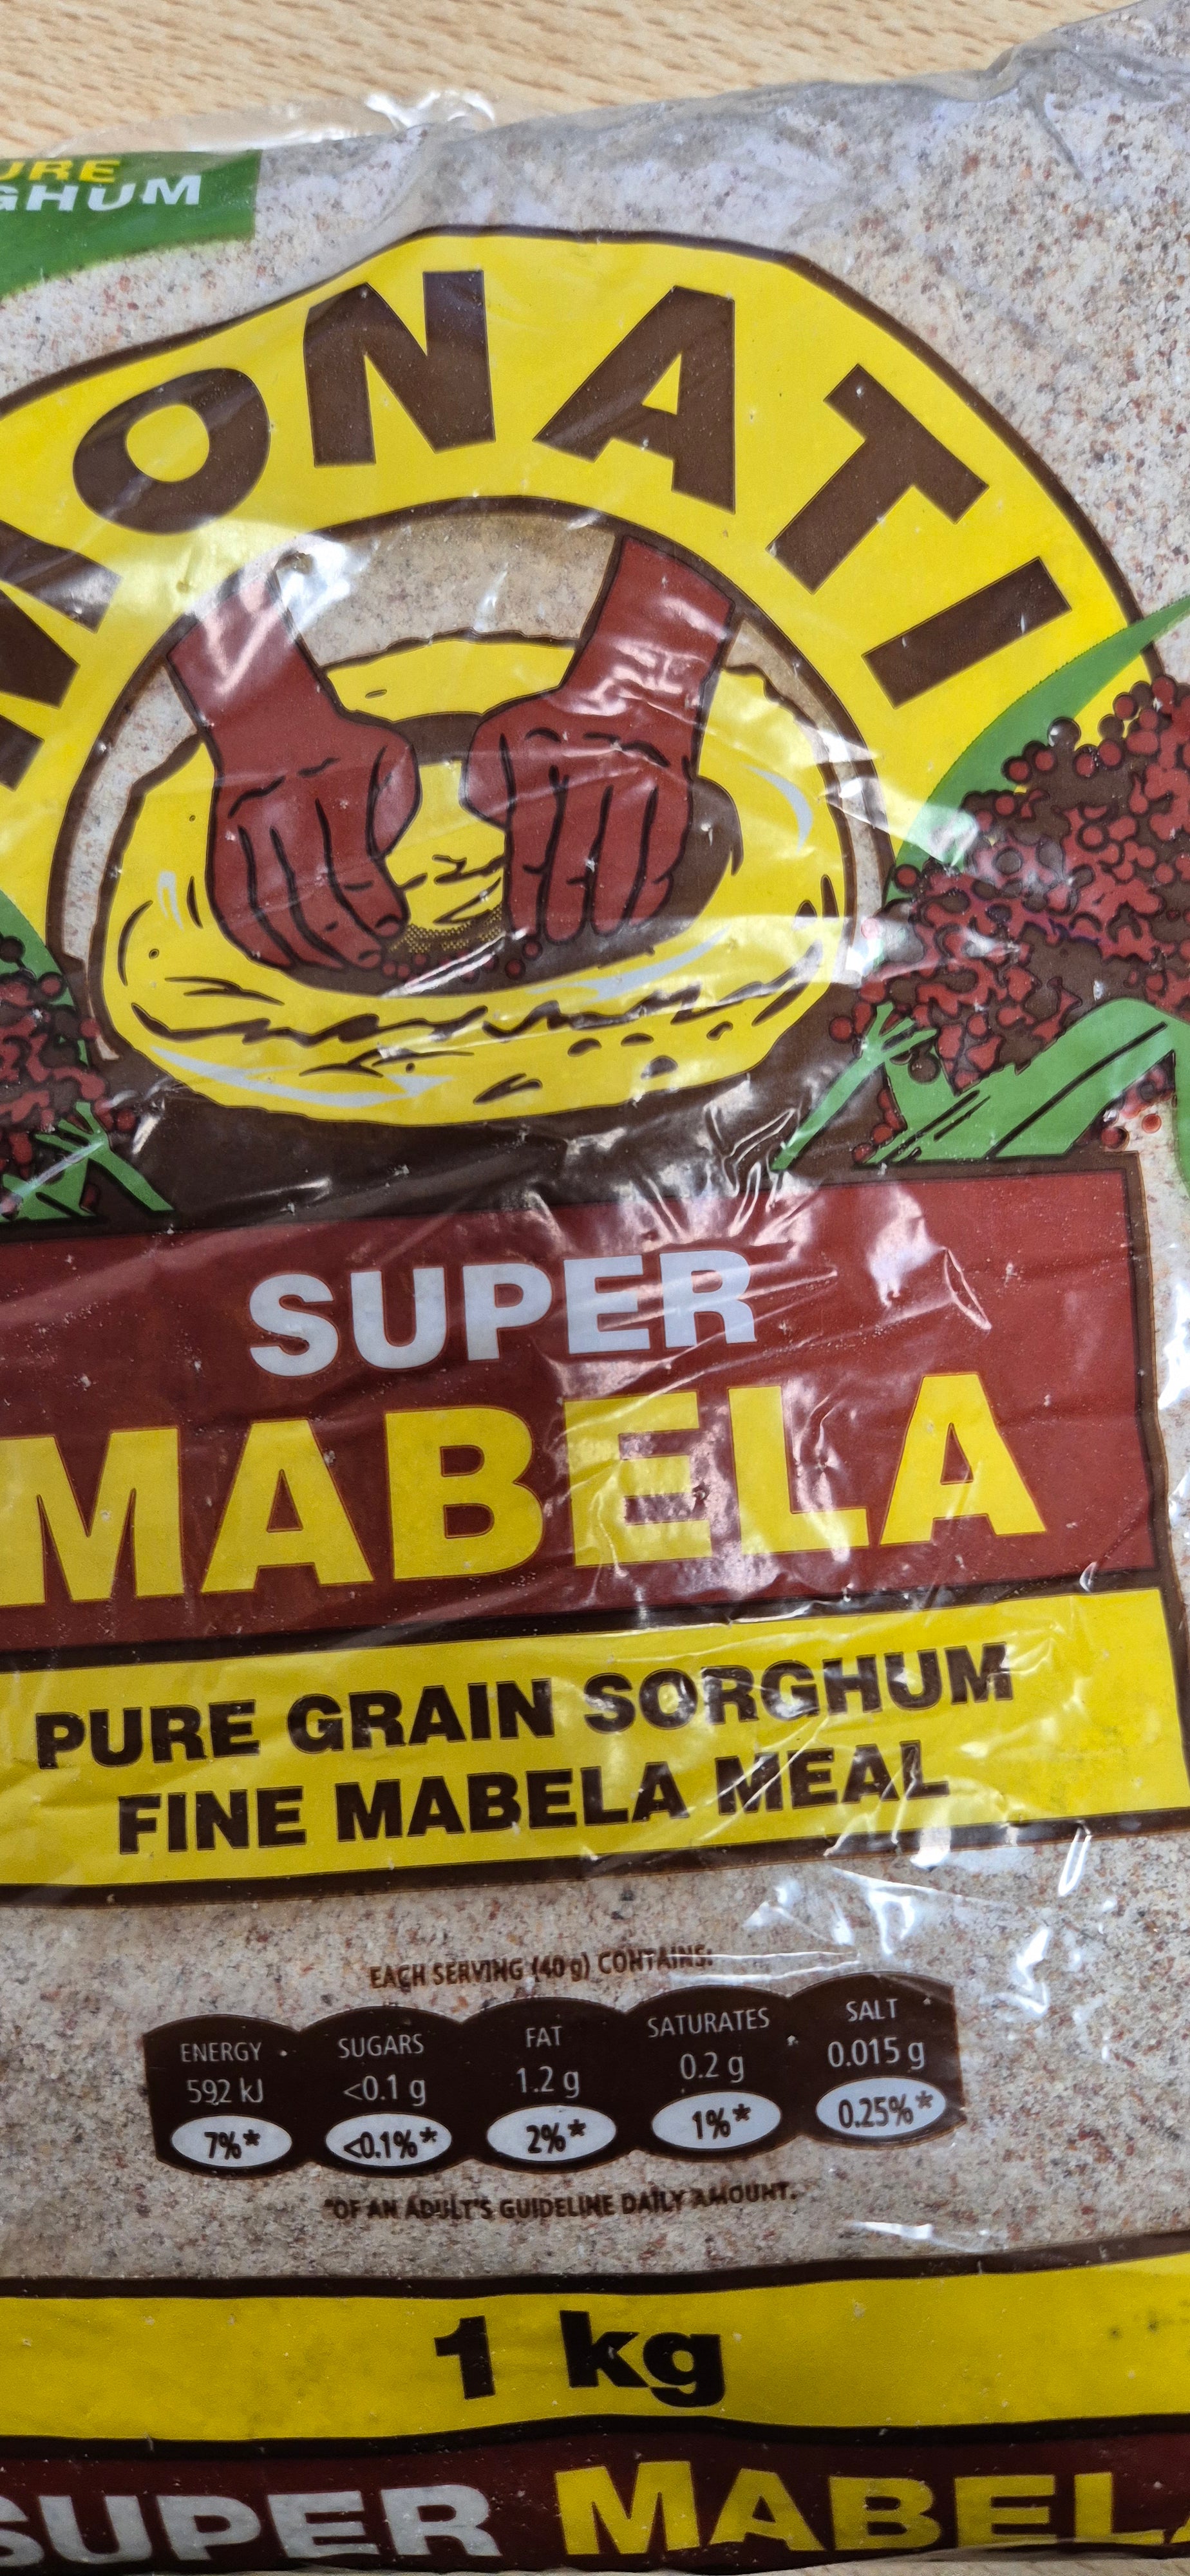 URE
GHUM
MONATI
SUPER
MABELA
PURE GRAIN SORGHUM
FINE MABELA MEAL
EACH SERVING (40 g) CONTAINS:
ENERGY SUGARS FAT SATURATES SALT
592 kJ <0.1 g 1.2 g 0.2 g 0.015 g
7%* <0.1%* 2%* 1%* 0.25%*
*OF AN ADULT'S GUIDELINE DAILY AMOUNT.
1 kg
SUPER MABELA